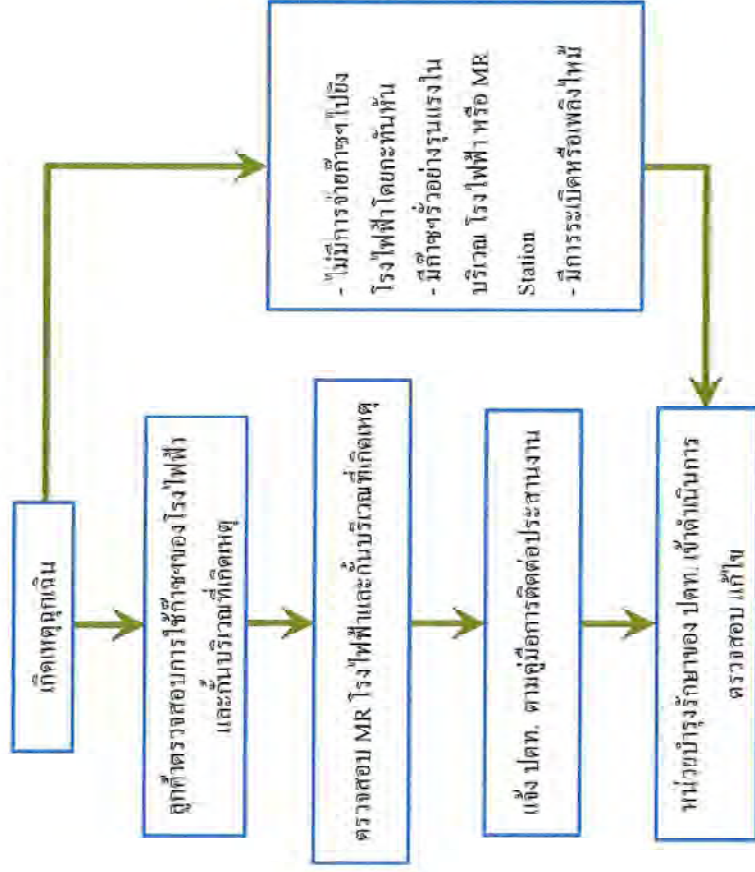 เกิดเหตุฉุกเฉิน
ลูกค้าตรวจสอบการใช้ก๊าซฯของโรงไฟฟ้า
และกั้นบริเวณที่เกิดเหตุ
ตรวจสอบ MR โรงไฟฟ้าและกั้นบริเวณที่เกิดเหตุ
แจ้ง ปตท. ตามคู่มือการติดต่อประสานงาน
หน่วยบำรุงรักษาของ ปตท. เข้าดำเนินการ
ตรวจสอบ แก้ไข
- ไม่มีการจ่ายก๊าซฯ ไปยัง
โรงไฟฟ้าโดยกะทันหัน
- มีก๊าซฯรั่วอย่างรุนแรงใน
บริเวณ โรงไฟฟ้า หรือ MR
Station
- มีการระเบิดหรือเพลิงไหม้